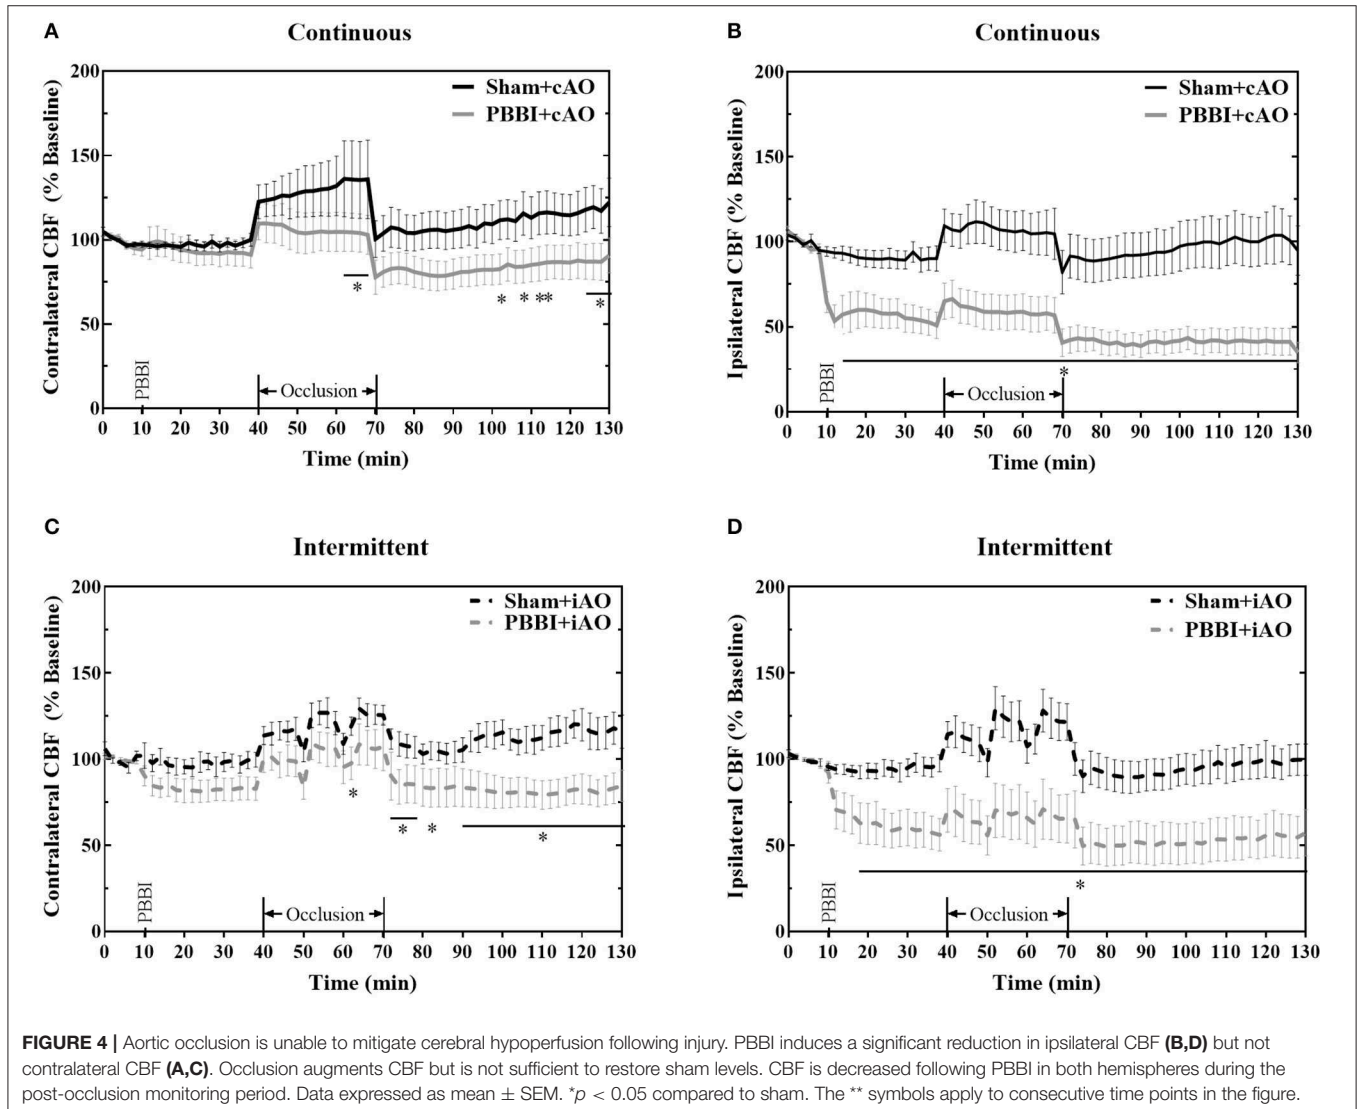 A
Continuous
Contralateral CBF (% Baseline)
200
150
100
50
0
Sham+cAO
PBBI+cAO
*
*
*
**
*
PBBI
Occlusion
0 10 20 30 40 50 60 70 80 90 100 110 120 130
Time (min)
B
Continuous
Ipsilateral CBF (% Baseline)
200
150
100
50
0
Sham+cAO
PBBI+cAO
*
PBBI
Occlusion
0 10 20 30 40 50 60 70 80 90 100 110 120 130
Time (min)
C
Intermittent
Contralateral CBF (% Baseline)
200
150
100
50
0
Sham+iAO
PBBI+iAO
*
*
*
*
PBBI
Occlusion
0 10 20 30 40 50 60 70 80 90 100 110 120 130
Time (min)
D
Intermittent
Ipsilateral CBF (% Baseline)
200
150
100
50
0
Sham+iAO
PBBI+iAO
*
PBBI
Occlusion
0 10 20 30 40 50 60 70 80 90 100 110 120 130
Time (min)
FIGURE 4 | Aortic occlusion is unable to mitigate cerebral hypoperfusion following injury. PBBI induces a significant reduction in ipsilateral CBF (B,D) but not
contralateral CBF (A,C). Occlusion augments CBF but is not sufficient to restore sham levels. CBF is decreased following PBBI in both hemispheres during the
post-occlusion monitoring period. Data expressed as mean ± SEM. *p < 0.05 compared to sham. The ** symbols apply to consecutive time points in the figure.